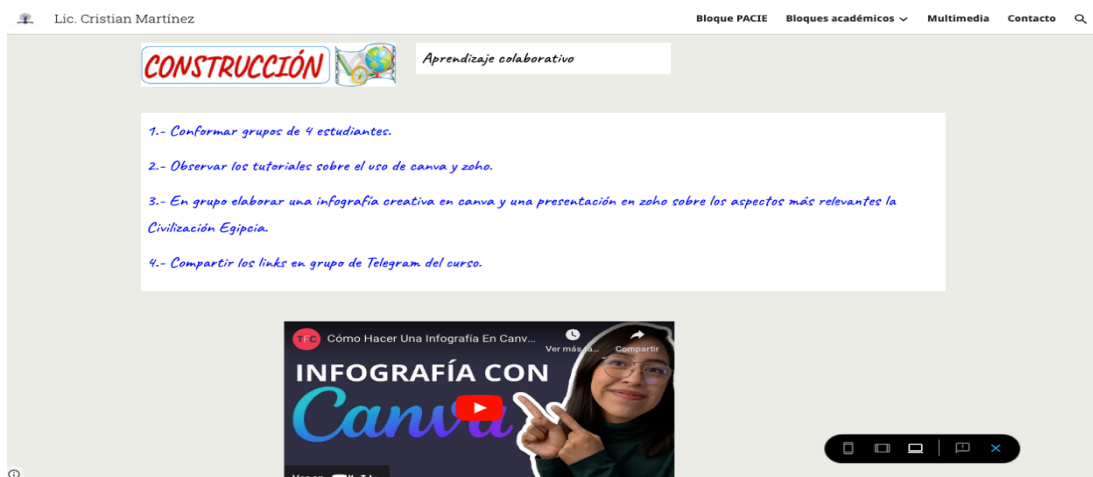 Lic. Cristian Martínez
Bloque PACIE Bloques académicos Multimedia Contacto
CONSTRUCCIÓN
Aprendizaje colaborativo
1.- Conformar grupos de 4 estudiantes.
2.- Observar los tutoriales sobre el uso de canva y zoho.
3.- En grupo elaborar una infografía creativa en canva y una presentación en zoho sobre los aspectos más relevantes la
Civilización Egipcia.
4.- Compartir los links en grupo de Telegram del curso.
TFC Cómo Hacer Una Infografía En Canv...
Ver más ta... Compartir
INFOGRAFÍA CON
Canva